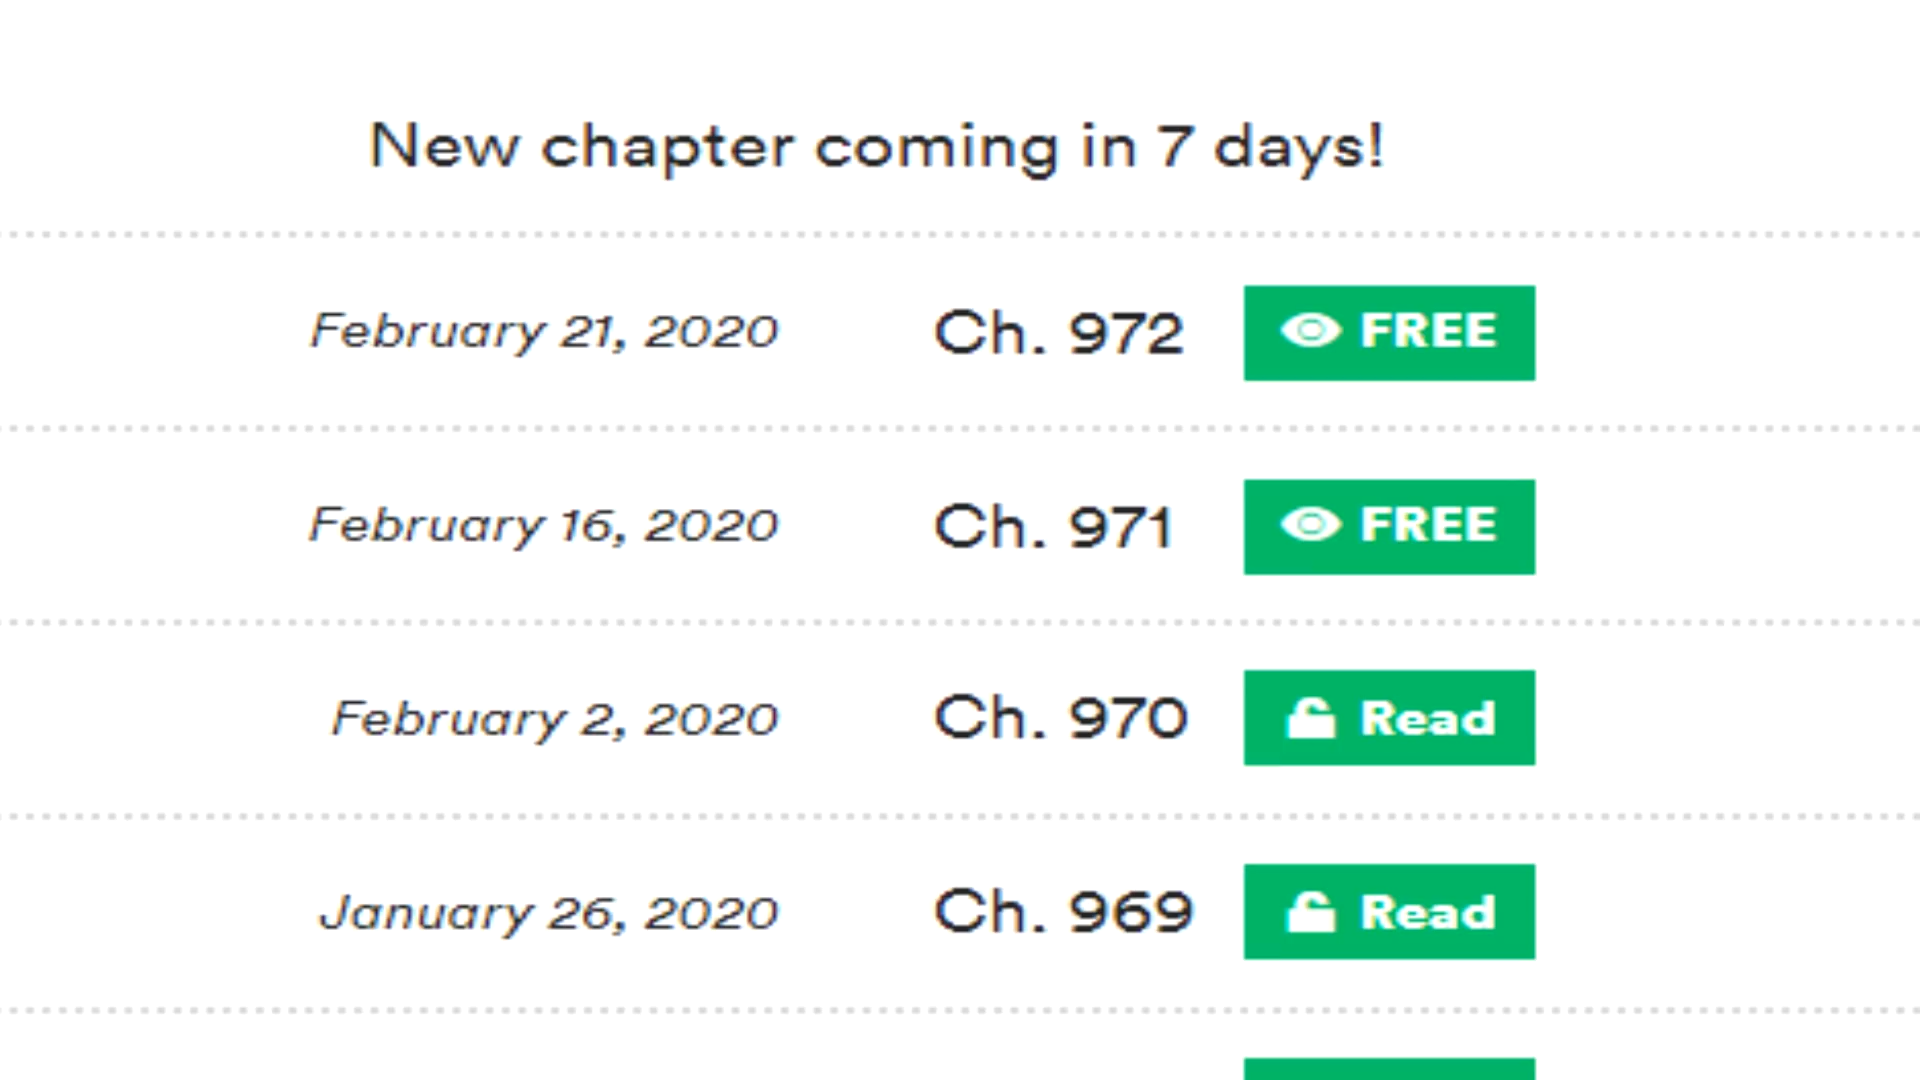 New chapter coming in 7 days!
February 21, 2020 Ch. 972 FREE
February 16, 2020 Ch. 971 FREE
February 2, 2020 Ch. 970 Read
January 26, 2020 Ch. 969 Read